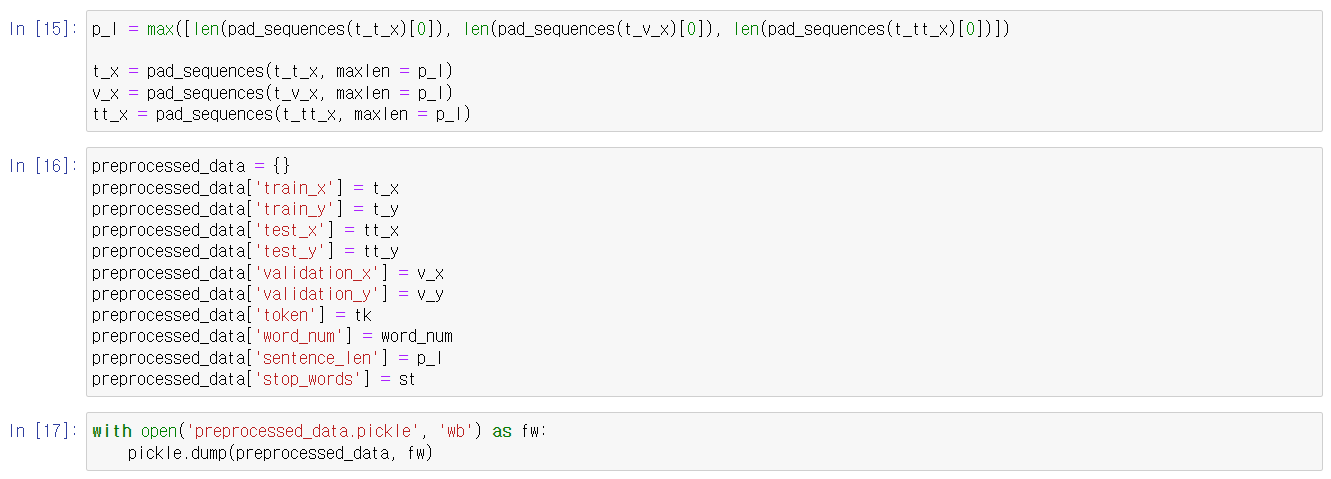 In [15]: p_l = max([len(pad_sequences(t_t_x)[0]), len(pad_sequences(t_v_x)[0]), len(pad_sequences(t_tt_x)[0])])
t_x = pad_sequences(t_t_x, maxlen = p_l)
v_x = pad_sequences(t_v_x, maxlen = p_l)
tt_x = pad_sequences(t_tt_x, maxlen = p_l)
In [16]: preprocessed_data = {}
preprocessed_data['train_x'] = t_x
preprocessed_data['train_y'] = t_y
preprocessed_data['test_x'] = tt_x
preprocessed_data['test_y'] = tt_y
preprocessed_data['validation_x'] = v_x
preprocessed_data['validation_y'] = v_y
preprocessed_data['token'] = tk
preprocessed_data['word_num'] = word_num
preprocessed_data['sentence_len'] = p_l
preprocessed_data['stop_words'] = st
In [17]: with open('preprocessed_data.pickle', 'wb') as fw:
    pickle.dump(preprocessed_data, fw)